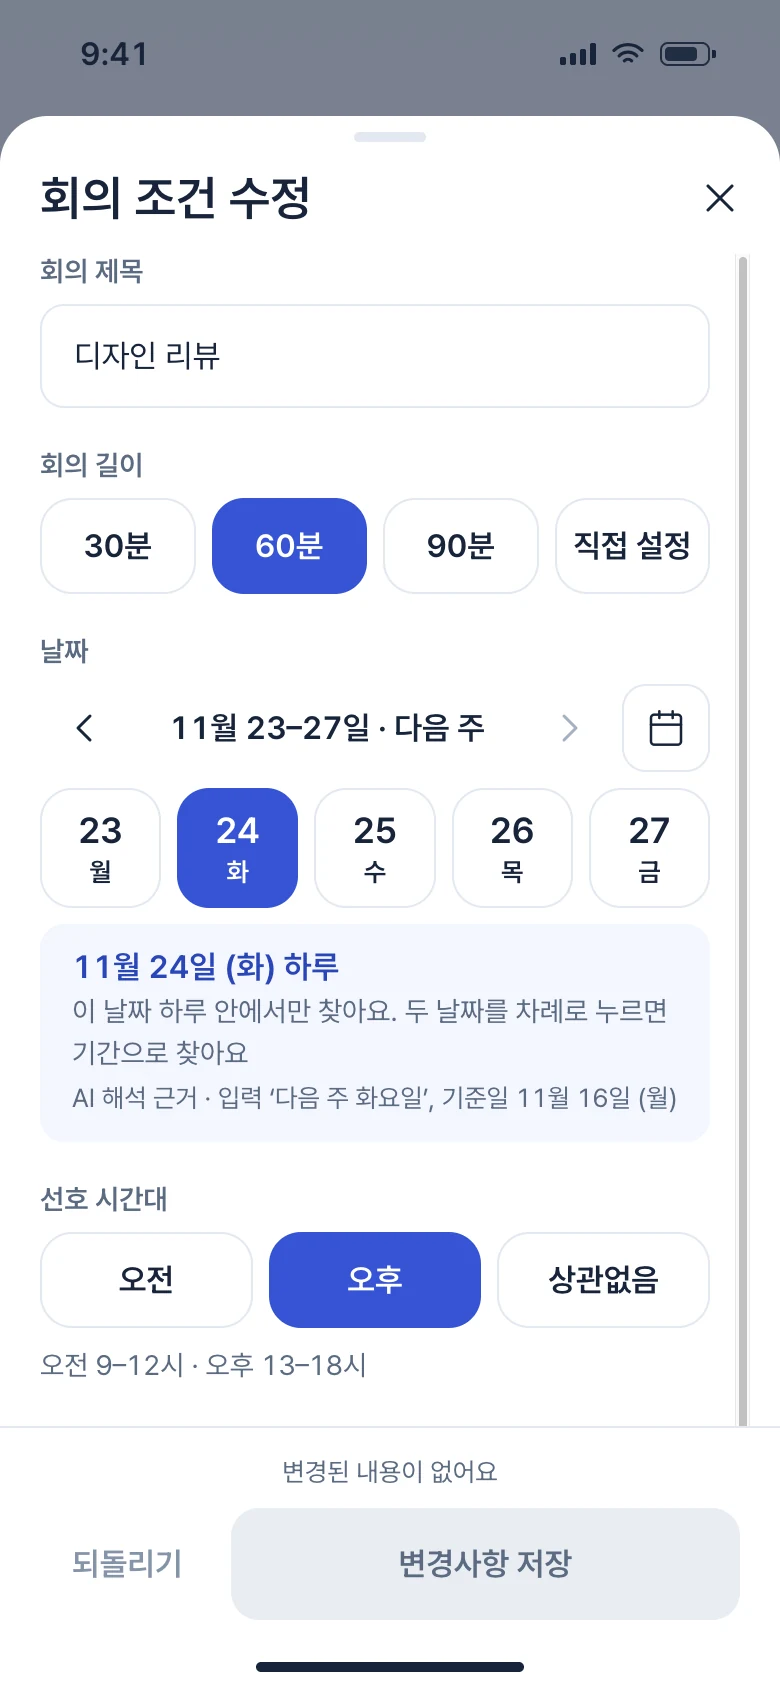 9:41
회의 조건 수정
회의 제목
디자인 리뷰
회의 길이
30분 60분 90분 직접 설정
날짜
11월 23–27일 · 다음 주
23 24 25 26 27
월 화 수 목 금
11월 24일 (화) 하루
이 날짜 하루 안에서만 찾아요. 두 날짜를 차례로 누르면
기간으로 찾아요
AI 해석 근거 · 입력 ‘다음 주 화요일’, 기준일 11월 16일 (월)
선호 시간대
오전 오후 상관없음
오전 9–12시 · 오후 13–18시
변경된 내용이 없어요
되돌리기 변경사항 저장